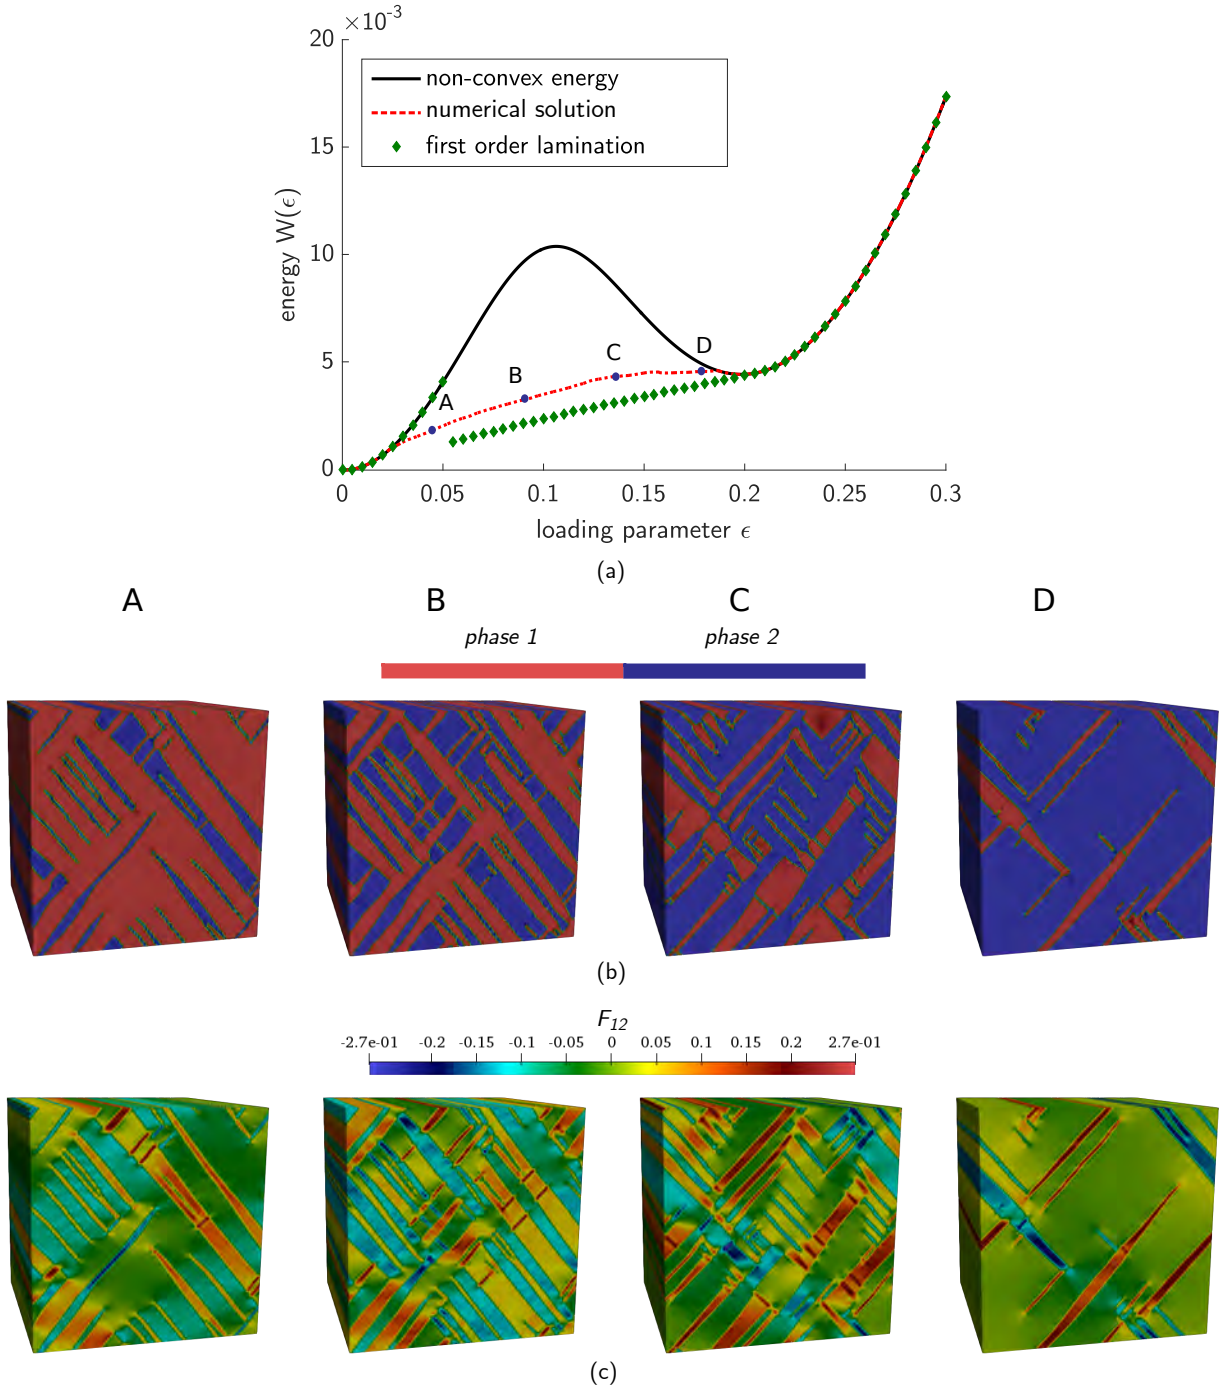 ×10⁻³
20
15
10
5
0
energy W(ϵ)
non-convex energy
numerical solution
first order lamination
A
B
C
D
0 0.05 0.1 0.15 0.2 0.25 0.3
loading parameter ϵ
(a)
A B C D
phase 1 phase 2
(b)
F₁₂
-2.7e-01 -0.2 -0.15 -0.1 -0.05 0 0.05 0.1 0.15 0.2 2.7e-01
(c)